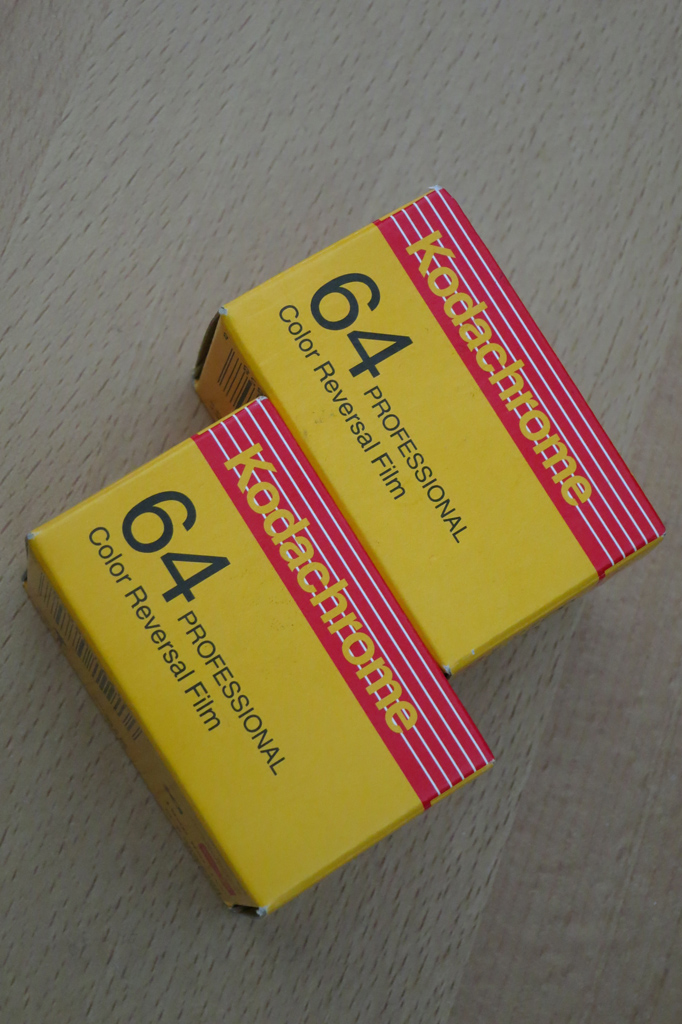 Kodachrome
64 PROFESSIONAL
Color Reversal Film
Kodachrome
64 PROFESSIONAL
Color Reversal Film